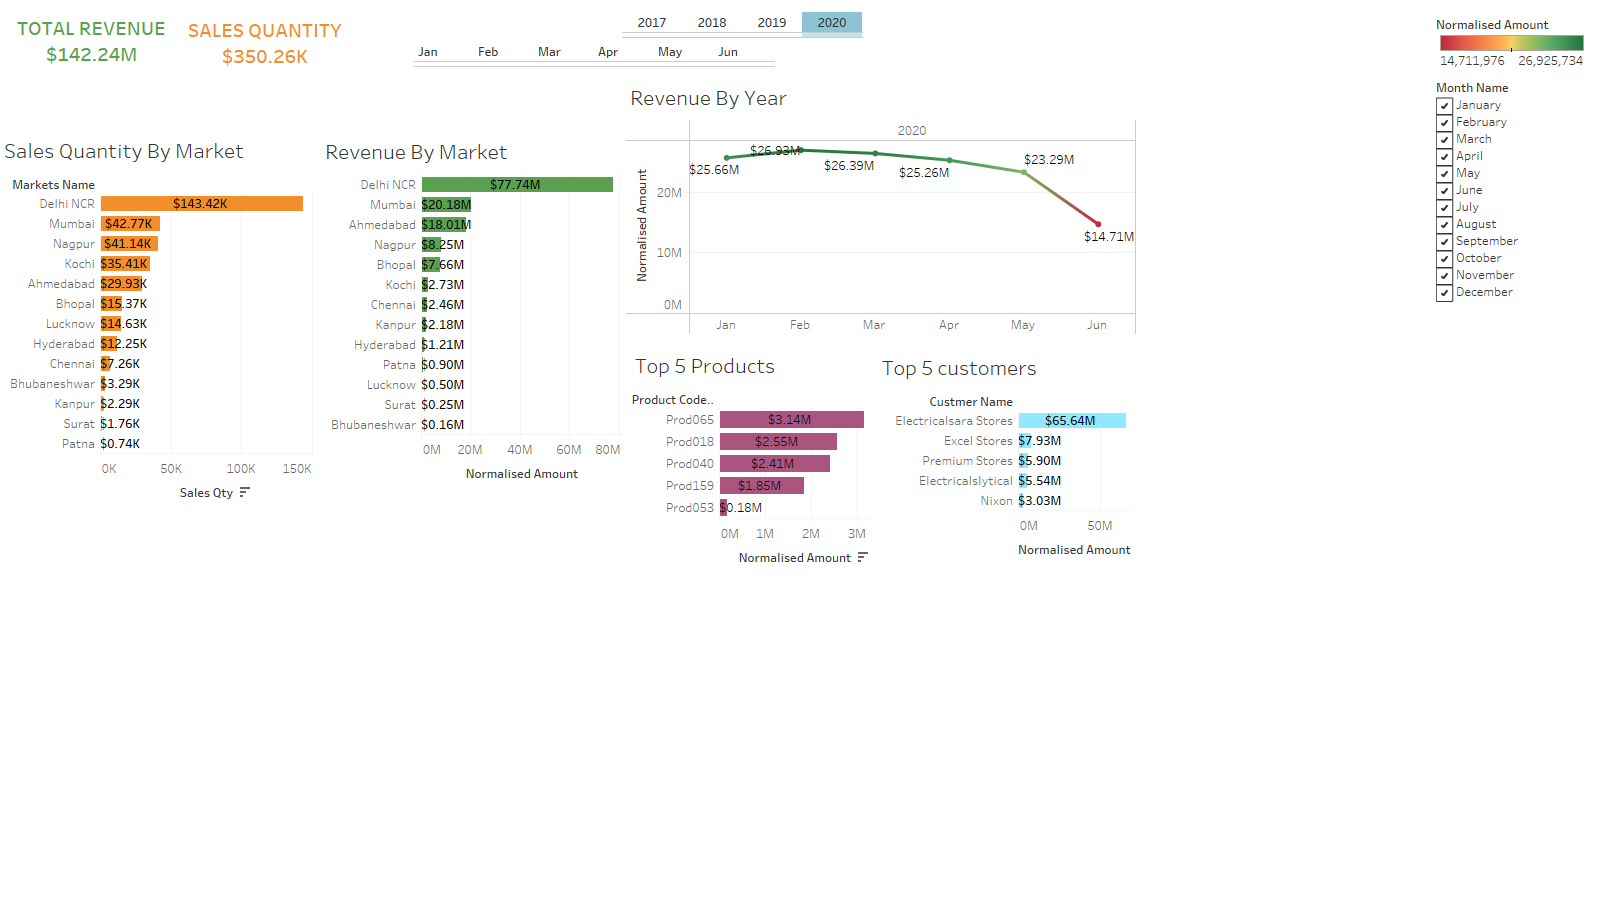 TOTAL REVENUE
$142.24M
SALES QUANTITY
$350.26K
2017 2018 2019 2020
Jan Feb Mar Apr May Jun
Sales Quantity By Market
Markets Name
Delhi NCR $143.42K
Mumbai $42.77K
Nagpur $41.14K
Kochi $35.41K
Ahmedabad $29.93K
Bhopal $15.37K
Lucknow $14.63K
Hyderabad $12.25K
Chennai $7.26K
Bhubaneshwar $3.29K
Kanpur $2.29K
Surat $1.76K
Patna $0.74K
0K 50K 100K 150K
Sales Qty
Revenue By Market
Delhi NCR $77.74M
Mumbai $20.18M
Ahmedabad $18.01M
Nagpur $8.25M
Bhopal $7.66M
Kochi $2.73M
Chennai $2.46M
Kanpur $2.18M
Hyderabad $1.21M
Patna $0.90M
Lucknow $0.50M
Surat $0.25M
Bhubaneshwar $0.16M
0M 20M 40M 60M 80M
Normalised Amount
Revenue By Year
2020
Normalised Amount
20M
10M
0M
$25.66M $26.93M $26.39M $25.26M $23.29M $14.71M
Jan Feb Mar Apr May Jun
Top 5 Products
Product Code..
Prod065 $3.14M
Prod018 $2.55M
Prod040 $2.41M
Prod159 $1.85M
Prod053 $0.18M
0M 1M 2M 3M
Normalised Amount
Top 5 customers
Custmer Name
Electricalsara Stores $65.64M
Excel Stores $7.93M
Premium Stores $5.90M
Electricalslytical $5.54M
Nixon $3.03M
0M 50M
Normalised Amount
Normalised Amount
14,711,976 26,925,734
Month Name
January
February
March
April
May
June
July
August
September
October
November
December